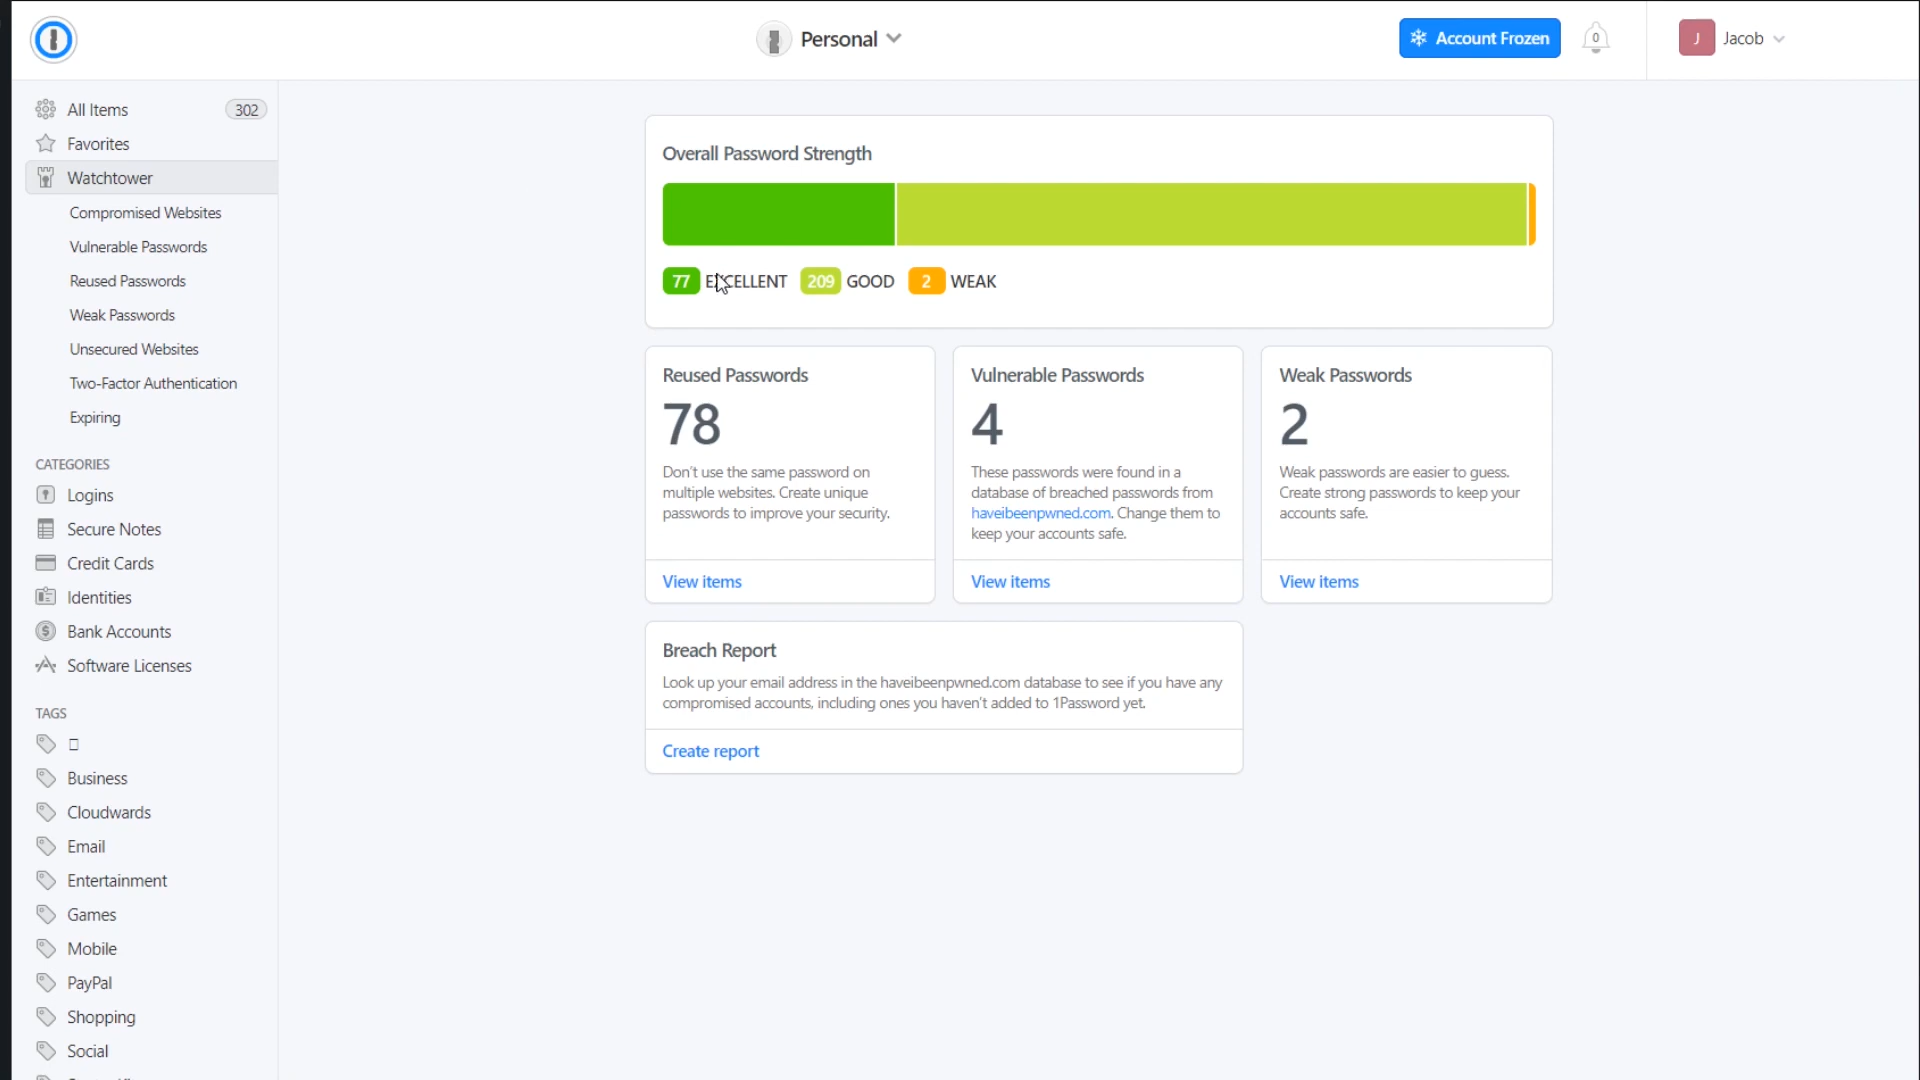 Personal
Account Frozen
0
J
Jacob
All Items
302
Favorites
Watchtower
Compromised Websites
Vulnerable Passwords
Reused Passwords
Weak Passwords
Unsecured Websites
Two-Factor Authentication
Expiring
CATEGORIES
Logins
Secure Notes
Credit Cards
Identities
Bank Accounts
Software Licenses
TAGS
Business
Cloudwards
Email
Entertainment
Games
Mobile
PayPal
Shopping
Social
Overall Password Strength
77 EXCELLENT 209 GOOD 2 WEAK
Reused Passwords
78
Don't use the same password on
multiple websites. Create unique
passwords to improve your security.
View items
Vulnerable Passwords
4
These passwords were found in a
database of breached passwords from
haveibeenpwned.com. Change them to
keep your accounts safe.
View items
Weak Passwords
2
Weak passwords are easier to guess.
Create strong passwords to keep your
accounts safe.
View items
Breach Report
Look up your email address in the haveibeenpwned.com database to see if you have any
compromised accounts, including ones you haven't added to 1Password yet.
Create report